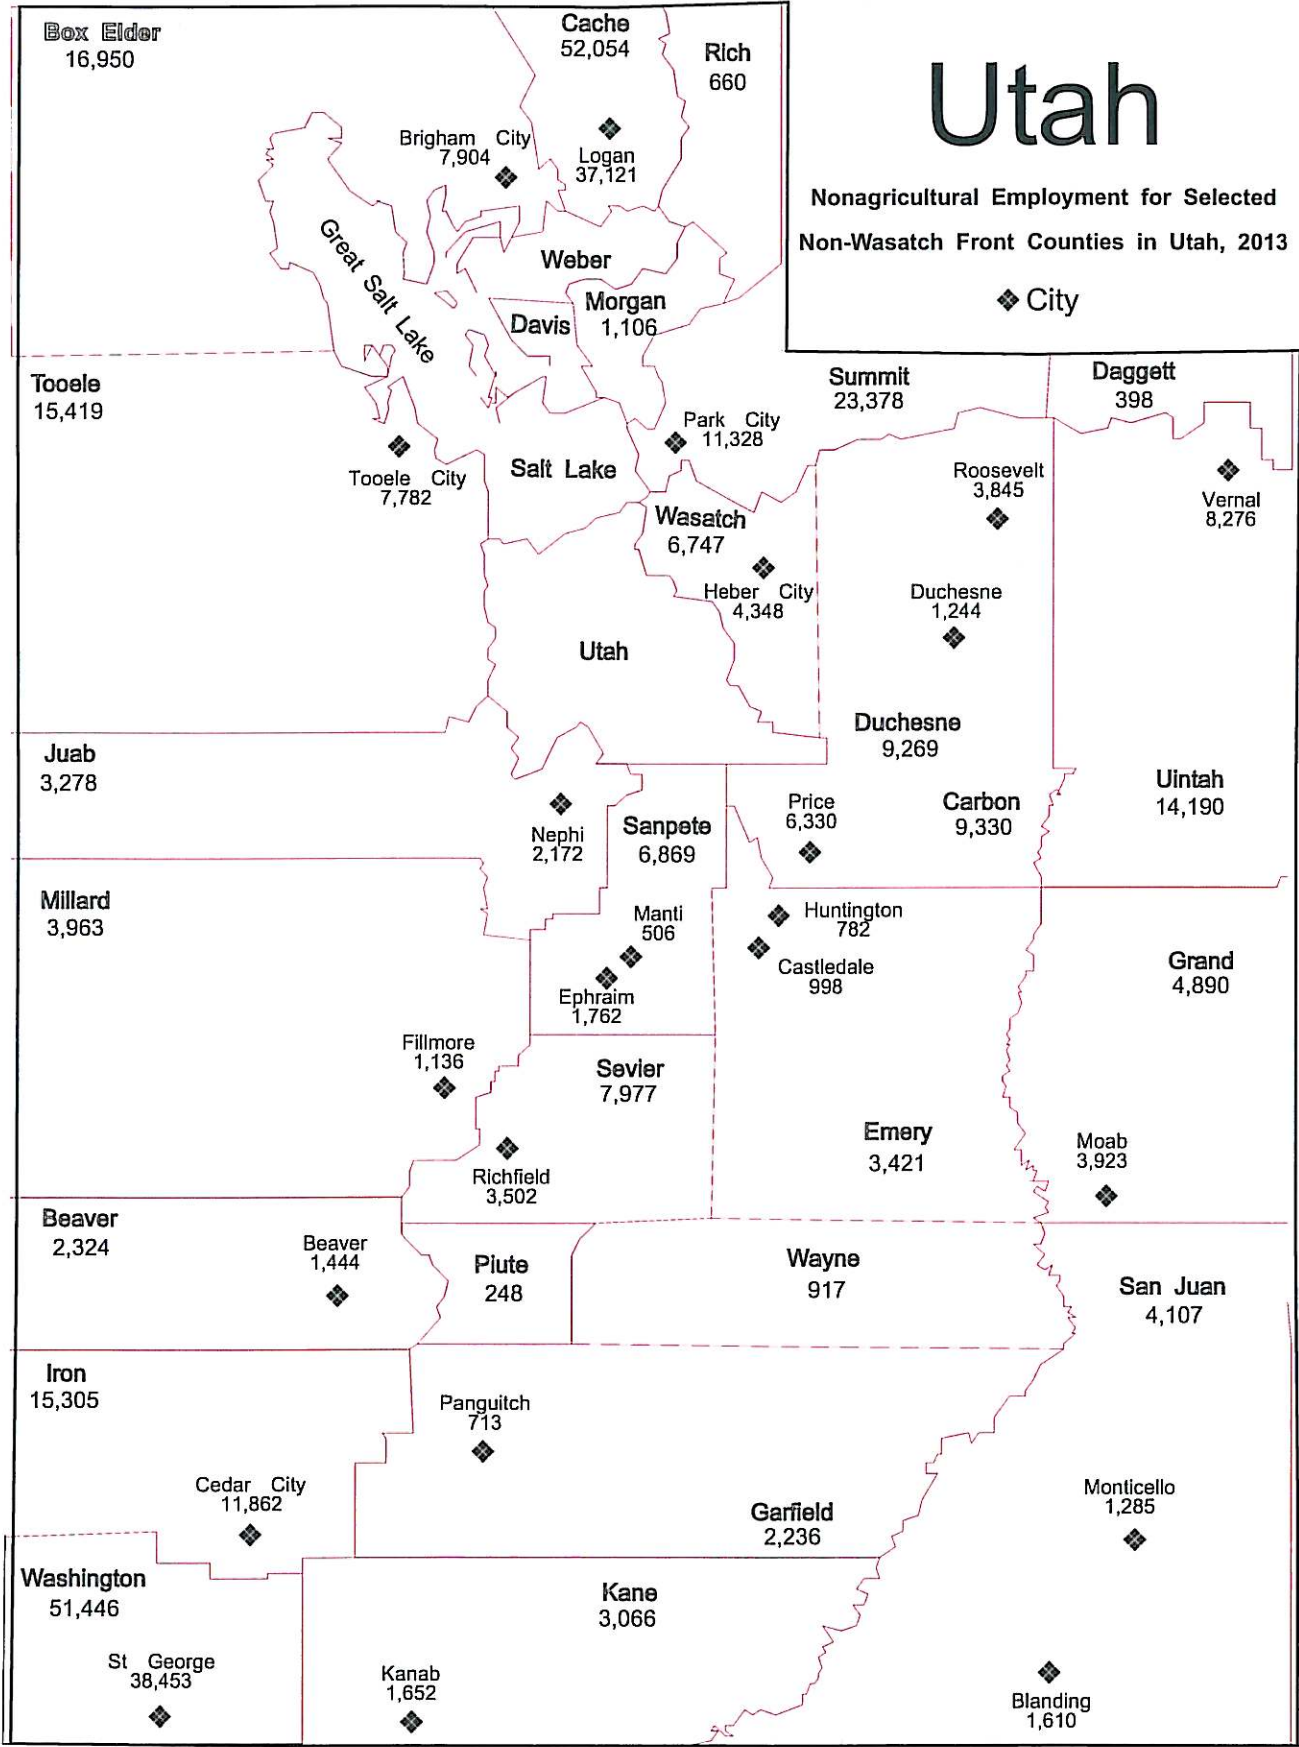 Utah
Nonagricultural Employment for Selected
Non-Wasatch Front Counties in Utah, 2013
City
Box Elder
16,950
Cache
52,054
Rich
660
Brigham City
7,904
Logan
37,121
Great Salt Lake
Weber
Morgan
1,106
Davis
Tooele
15,419
Tooele City
7,782
Salt Lake
Summit
23,378
Park City
11,328
Daggett
398
Roosevelt
3,845
Vernal
8,276
Wasatch
6,747
Heber City
4,348
Duchesne
1,244
Utah
Duchesne
9,269
Juab
3,278
Nephi
2,172
Sanpete
6,869
Price
6,330
Carbon
9,330
Uintah
14,190
Millard
3,963
Manti
506
Ephraim
1,762
Huntington
782
Castledale
998
Grand
4,890
Fillmore
1,136
Sevier
7,977
Richfield
3,502
Emery
3,421
Moab
3,923
Beaver
2,324
Beaver
1,444
Piute
248
Wayne
917
San Juan
4,107
Iron
15,305
Panguitch
713
Cedar City
11,862
Garfield
2,236
Monticello
1,285
Washington
51,446
Kane
3,066
St George
38,453
Kanab
1,652
Blanding
1,610